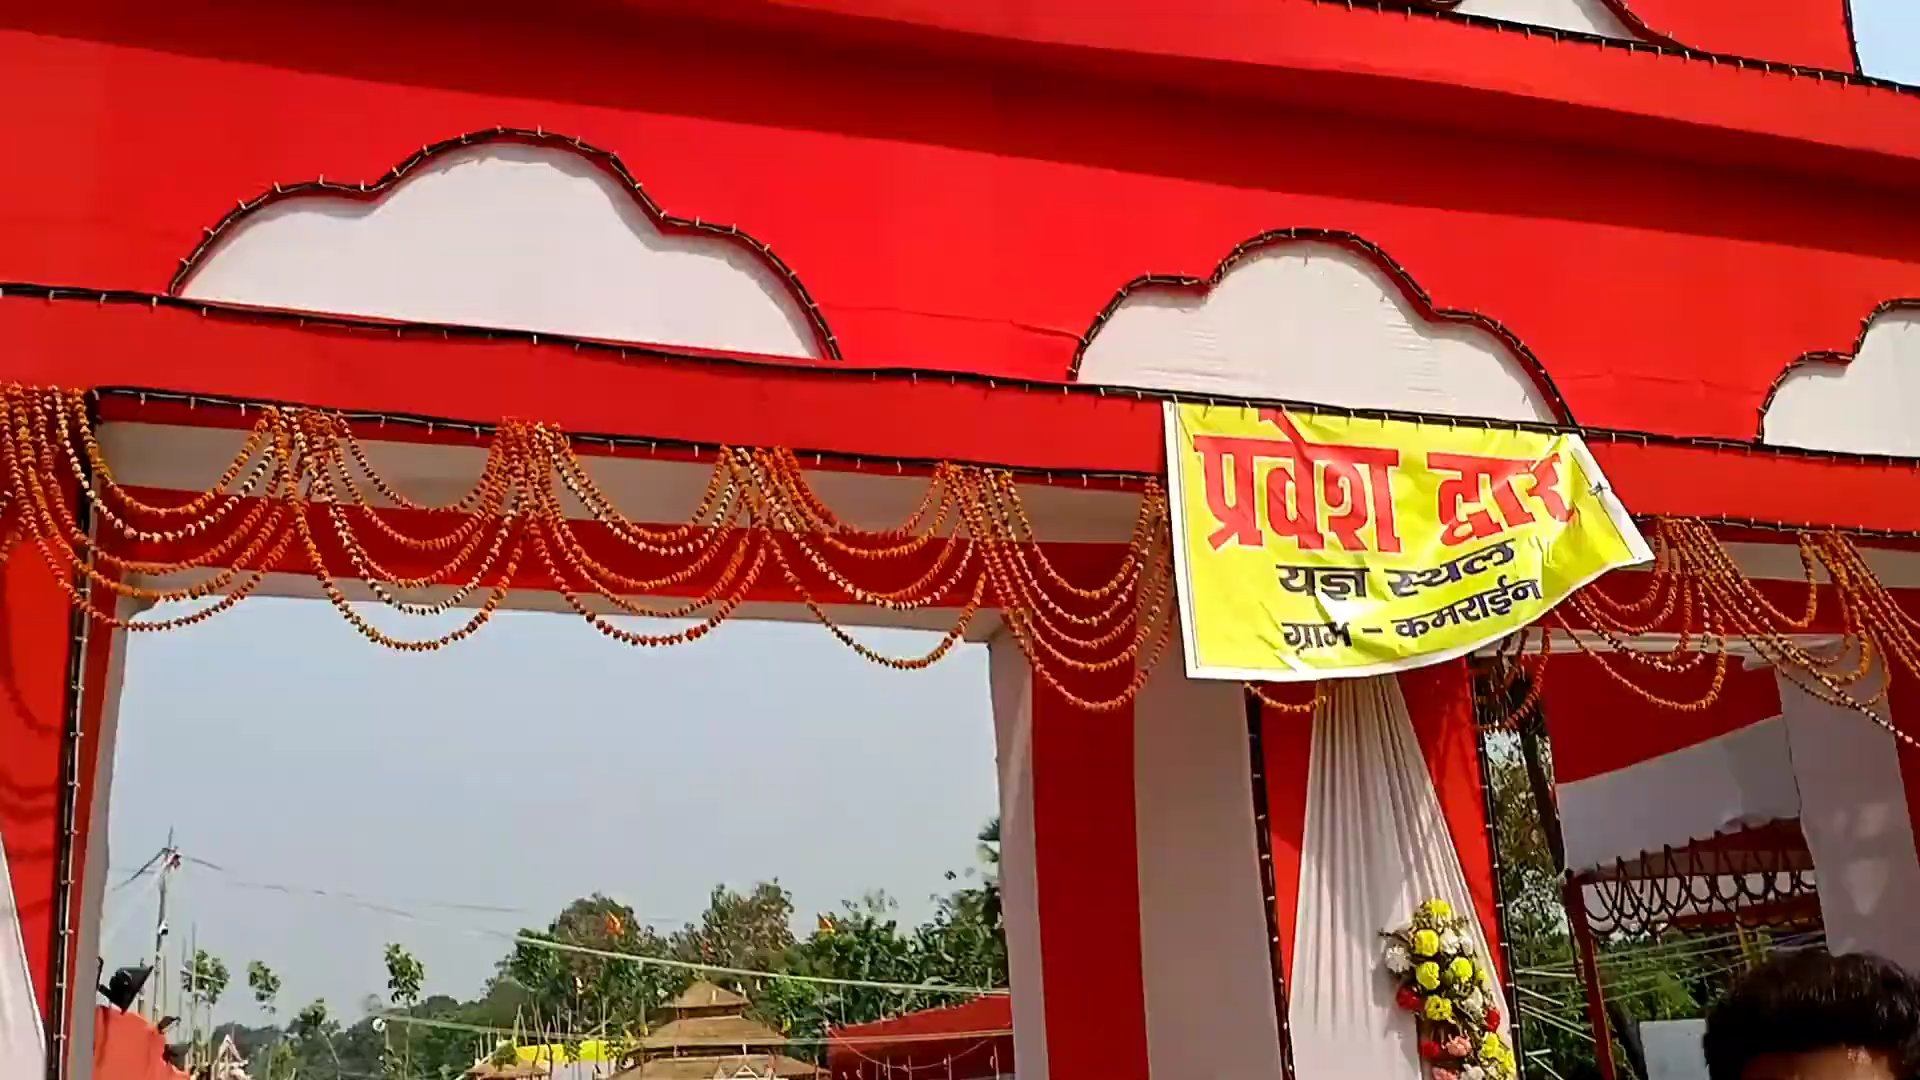 प्रवेश द्वार
यज्ञ स्थल
ग्राम - कमराईन